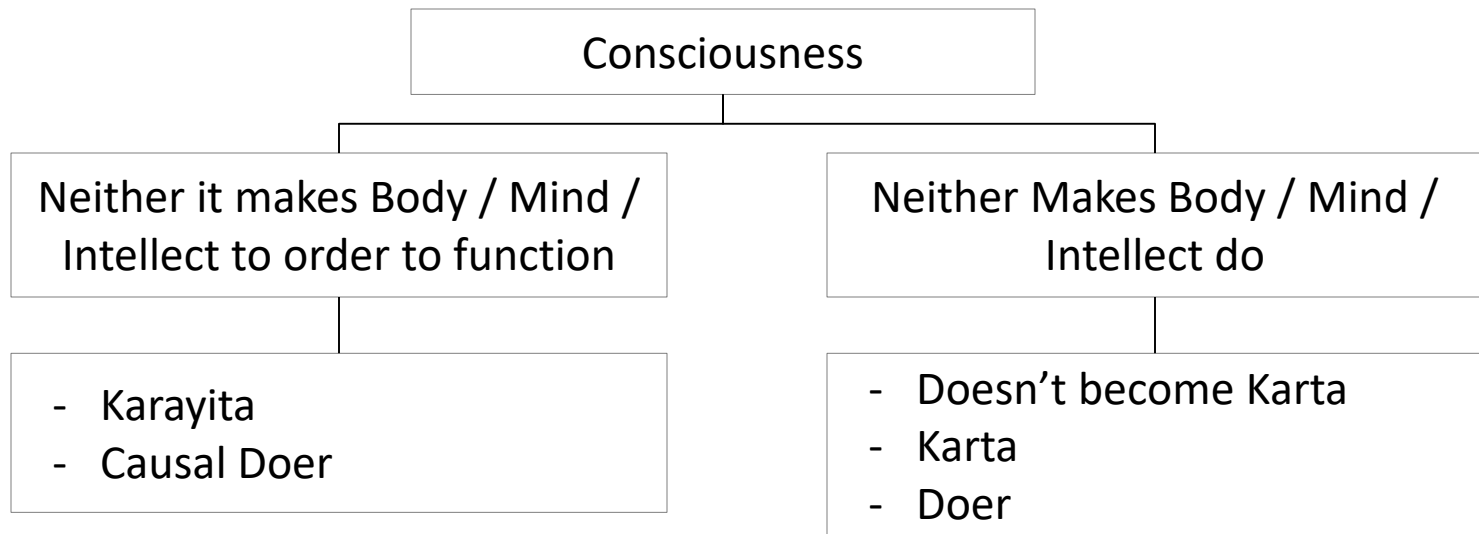 Consciousness
Neither it makes Body / Mind /
Intellect to order to function
Neither Makes Body / Mind /
Intellect do
- Karayita
- Causal Doer
- Doesn’t become Karta
- Karta
- Doer